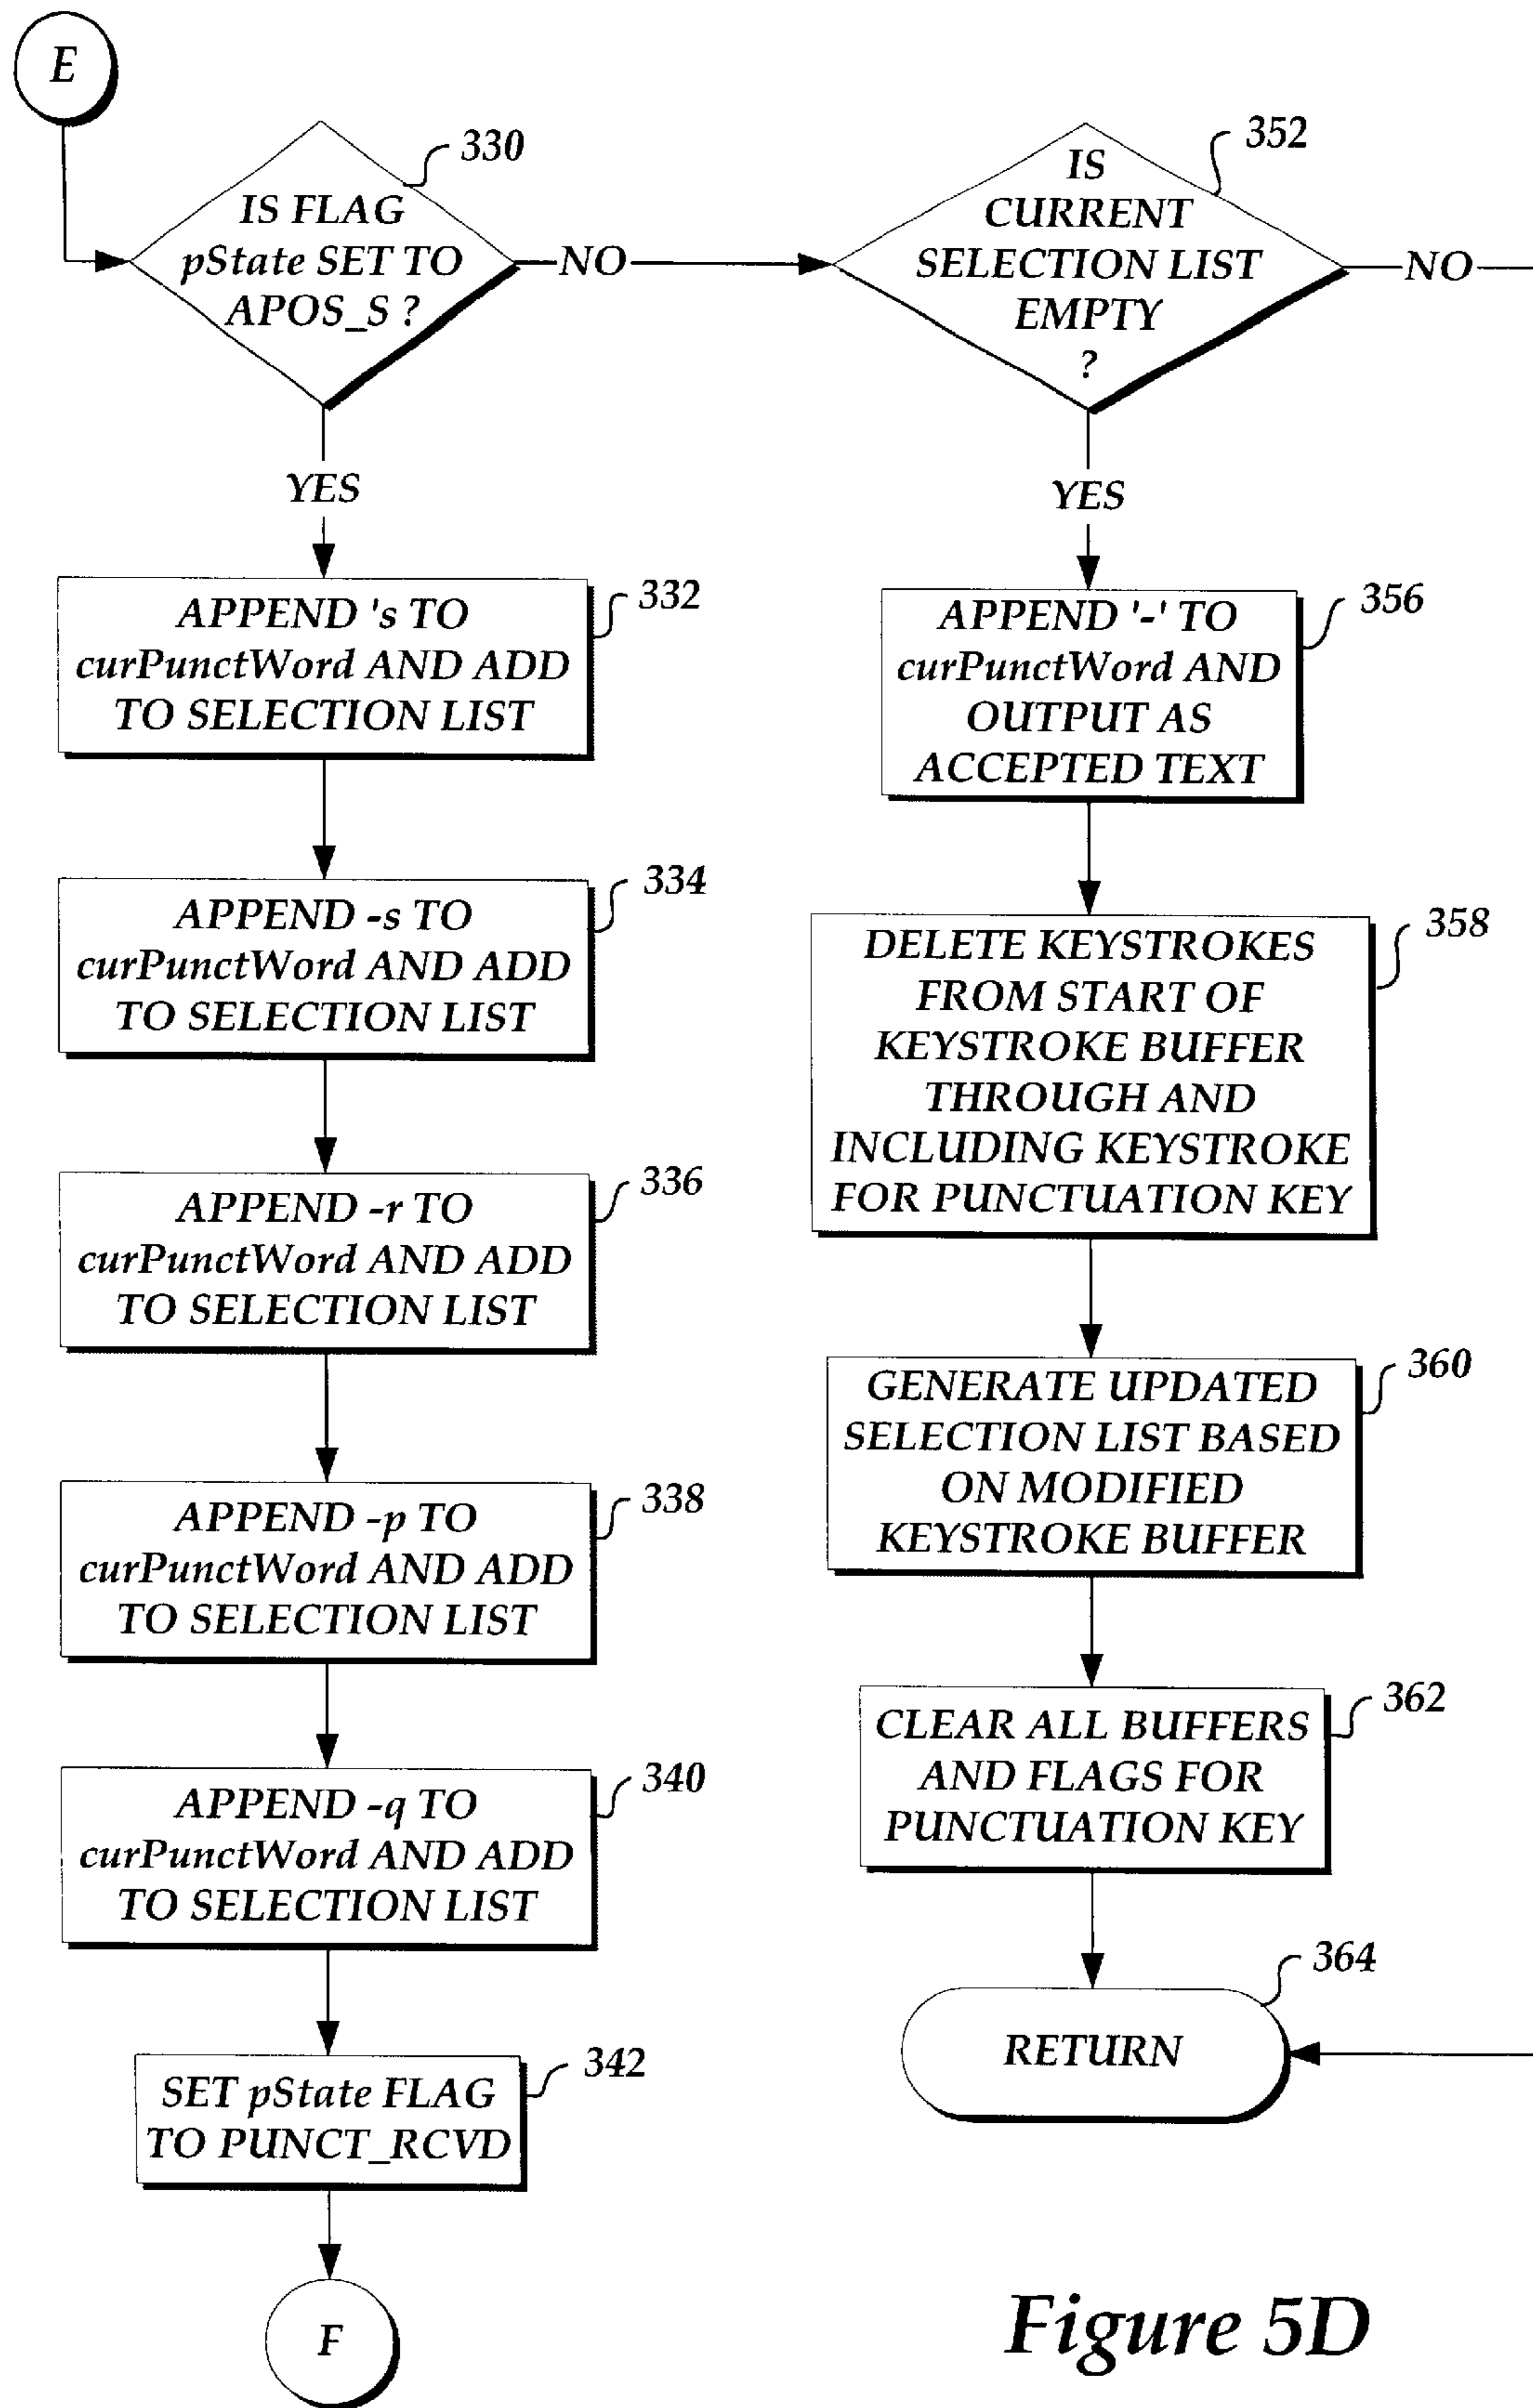 E
330
IS FLAG
pState SET TO
APOS_S ?
NO
YES
332
APPEND 's TO
curPunctWord AND ADD
TO SELECTION LIST
334
APPEND -s TO
curPunctWord AND ADD
TO SELECTION LIST
336
APPEND -r TO
curPunctWord AND ADD
TO SELECTION LIST
338
APPEND -p TO
curPunctWord AND ADD
TO SELECTION LIST
340
APPEND -q TO
curPunctWord AND ADD
TO SELECTION LIST
342
SET pState FLAG
TO PUNCT_RCVD
F
352
IS
CURRENT
SELECTION LIST
EMPTY
?
NO
YES
356
APPEND '-' TO
curPunctWord AND
OUTPUT AS
ACCEPTED TEXT
358
DELETE KEYSTROKES
FROM START OF
KEYSTROKE BUFFER
THROUGH AND
INCLUDING KEYSTROKE
FOR PUNCTUATION KEY
360
GENERATE UPDATED
SELECTION LIST BASED
ON MODIFIED
KEYSTROKE BUFFER
362
CLEAR ALL BUFFERS
AND FLAGS FOR
PUNCTUATION KEY
364
RETURN
Figure 5D